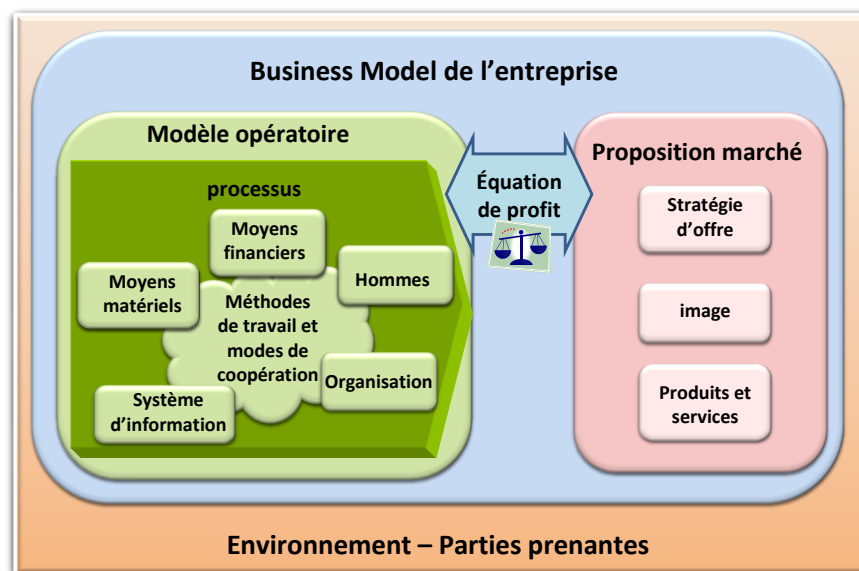 Business Model de l’entreprise
Modèle opératoire
processus
Moyens
financiers
Moyens
matériels
Hommes
Méthodes
de travail et
modes de
coopération
Organisation
Système
d’information
Équation
de profit
Proposition marché
Stratégie
d’offre
image
Produits et
services
Environnement – Parties prenantes